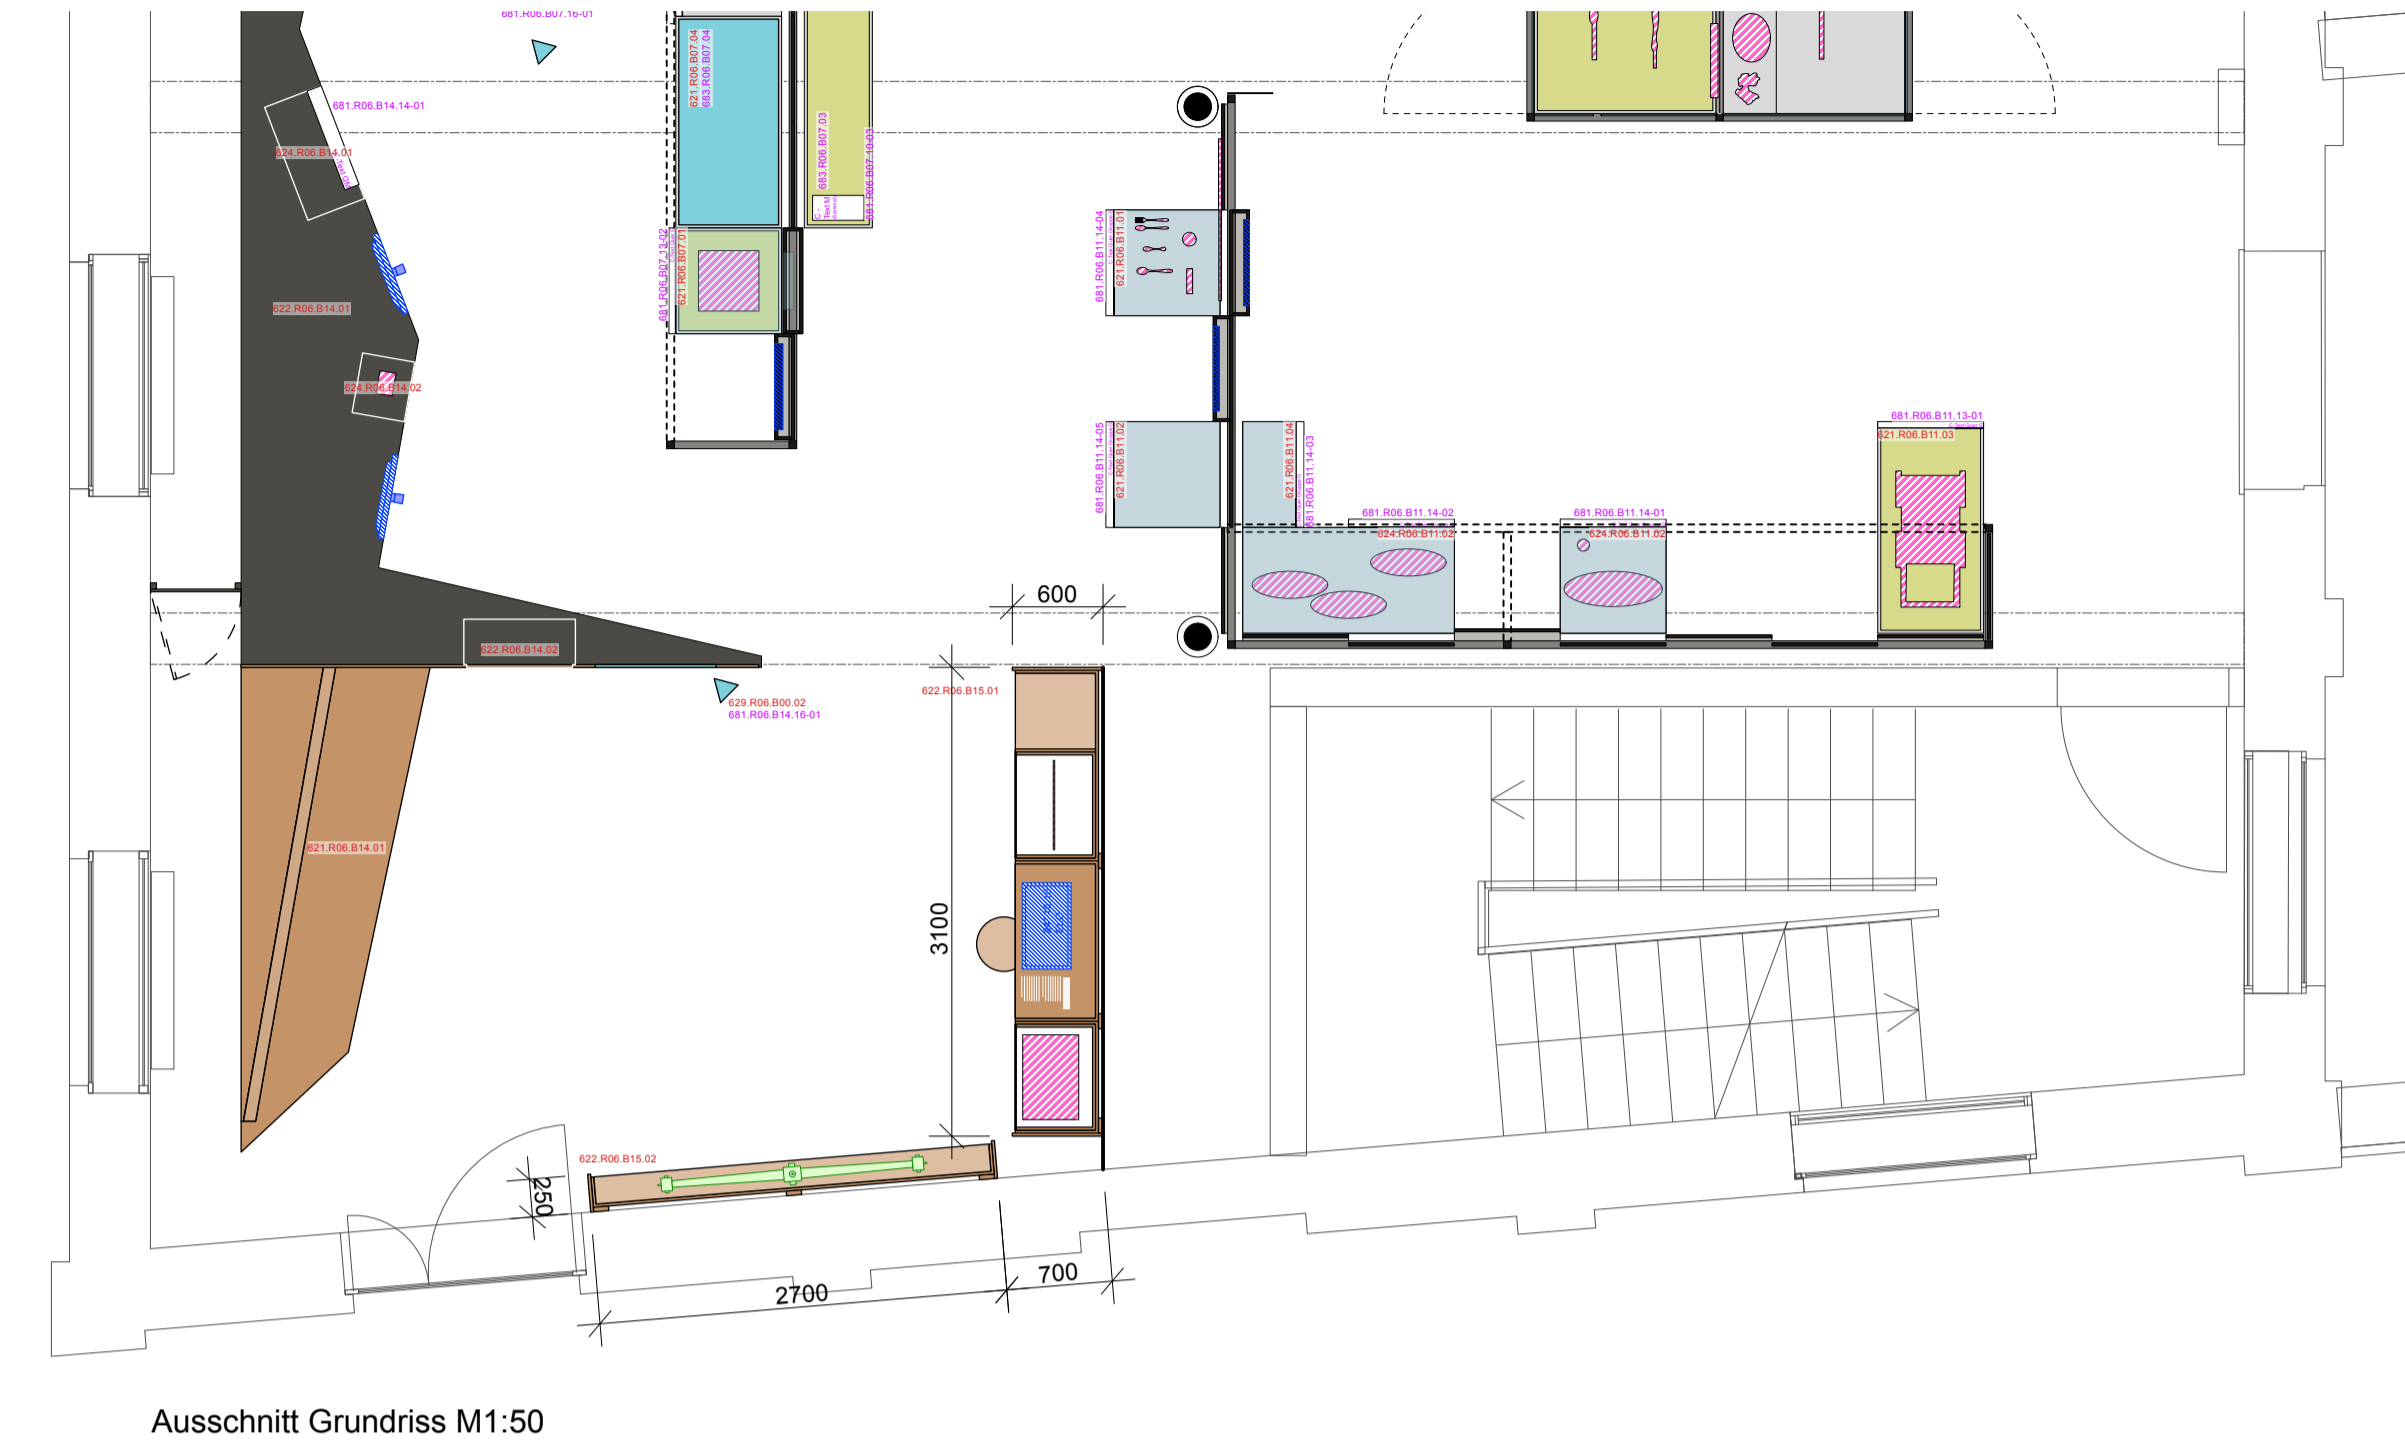 681.R06.B07.16-01
621.R06.B07.04
683.R06.B07.04
681.R06.B14.14-01
624.R06.B14.01
683.R06.B07.03
681.R06.B07.10-03
C -
Text M
681.R06.B07.13-02
621.R06.B07.01
681.R06.B11.14-04
621.R06.B11.01
622.R06.B14.01
624.R06.B14.02
681.R06.B11.14-05
621.R06.B11.02
621.R06.B11.04
681.R06.B11.14-03
681.R06.B11.13-01
621.R06.B11.03
681.R06.B11.14-02
624.R06.B11.02
681.R06.B11.14-01
624.R06.B11.02
600
622.R06.B14.02
622.R06.B15.01
629.R06.B00.02
681.R06.B14.16-01
621.R06.B14.01
3100
622.R06.B15.02
250
2700
700
Ausschnitt Grundriss M1:50